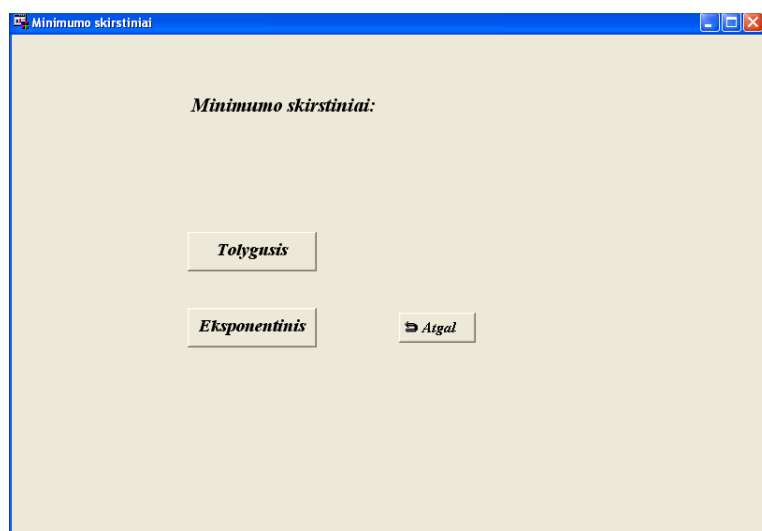 Minimumo skirstiniai
Minimumo skirstiniai:
Tolygusis
Eksponentinis
Atgal